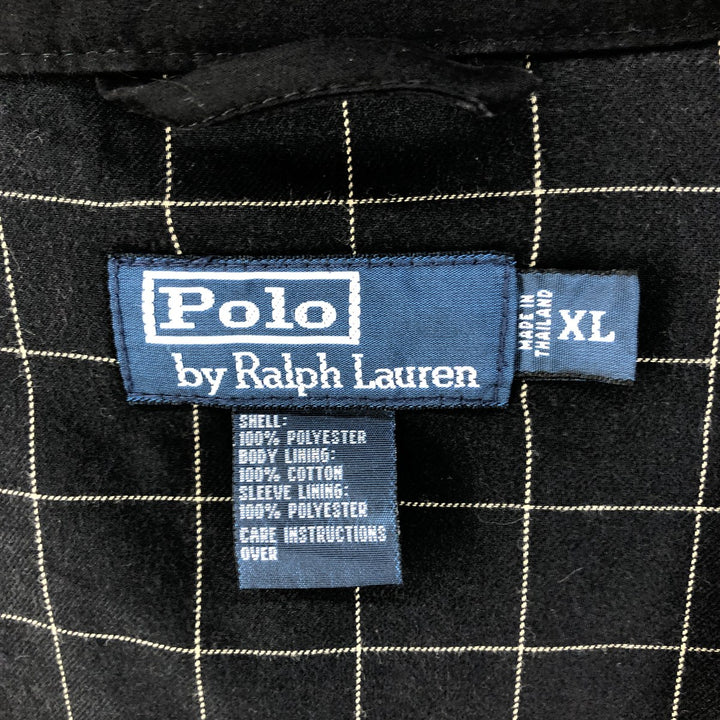 Polo
by Ralph Lauren
MADE IN
THAILAND
XL
SHELL:
100% POLYESTER
BODY LINING:
100% COTTON
SLEEVE LINING:
100% POLYESTER
CARE INSTRUCTIONS
OVER